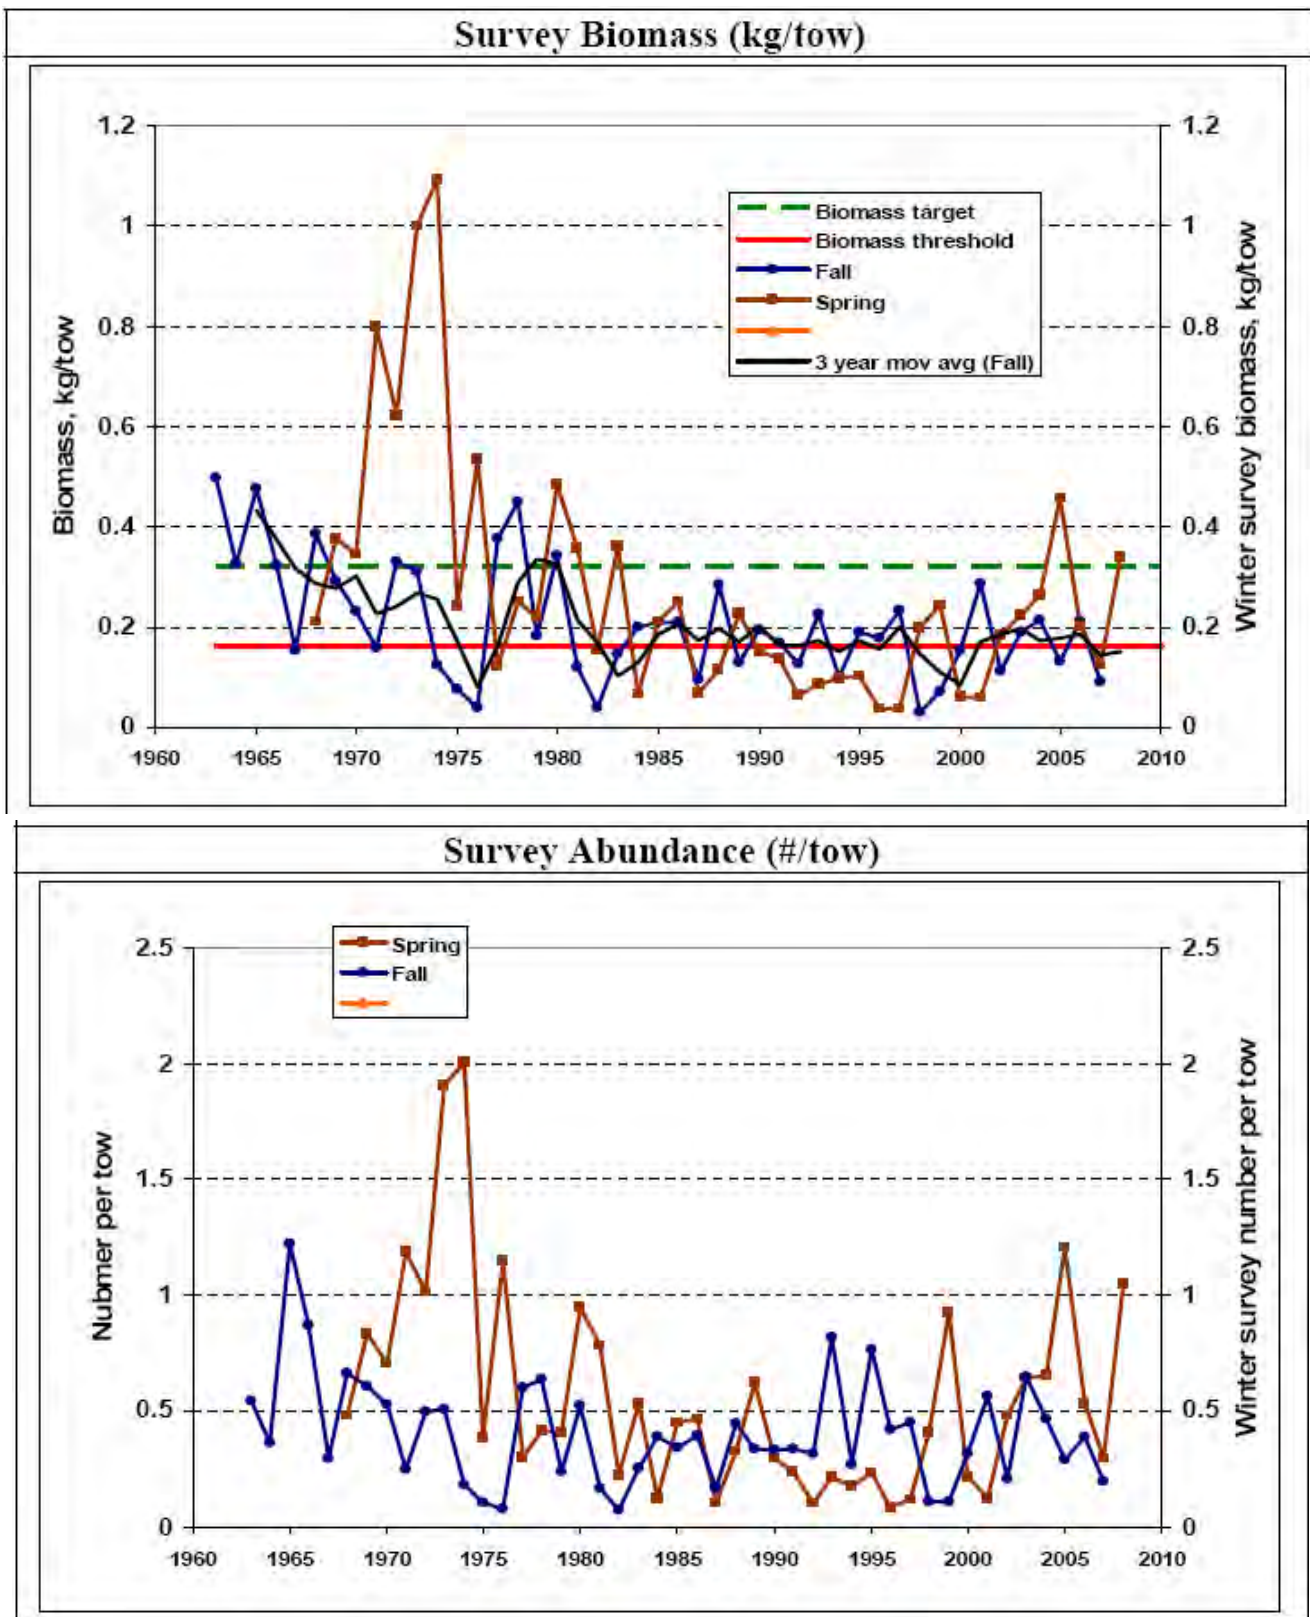 Survey Biomass (kg/tow)
1.2 1.2
1 1
0.8 0.8
0.6 0.6
0.4 0.4
0.2 0.2
0 0
Biomass, kg/tow
Winter survey biomass, kg/tow
Biomass target
Biomass threshold
Fall
Spring
3 year mov avg (Fall)
1960 1965 1970 1975 1980 1985 1990 1995 2000 2005 2010
Survey Abundance (#/tow)
Spring
Fall
2.5 2.5
2 2
1.5 1.5
1 1
0.5 0.5
0 0
Nubmer per tow
Winter survey number per tow
1960 1965 1970 1975 1980 1985 1990 1995 2000 2005 2010